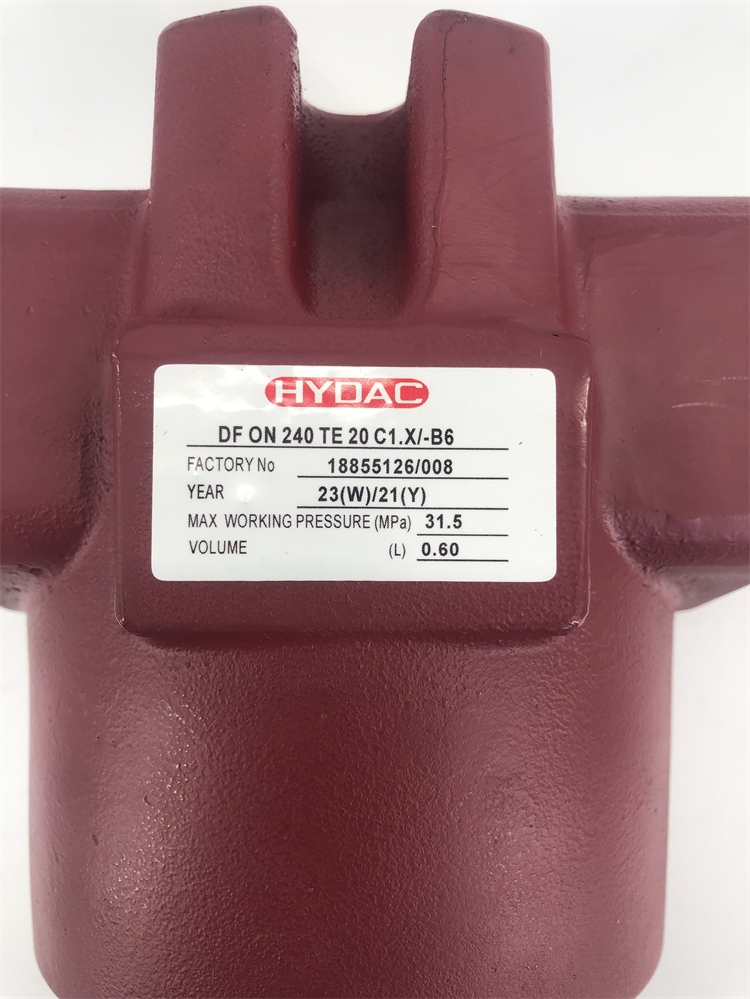 HYDAC
DF ON 240 TE 20 C1.X/-B6
FACTORY No 18855126/008
YEAR 23(W)/21(Y)
MAX WORKING PRESSURE (MPa) 31.5
VOLUME (L) 0.60